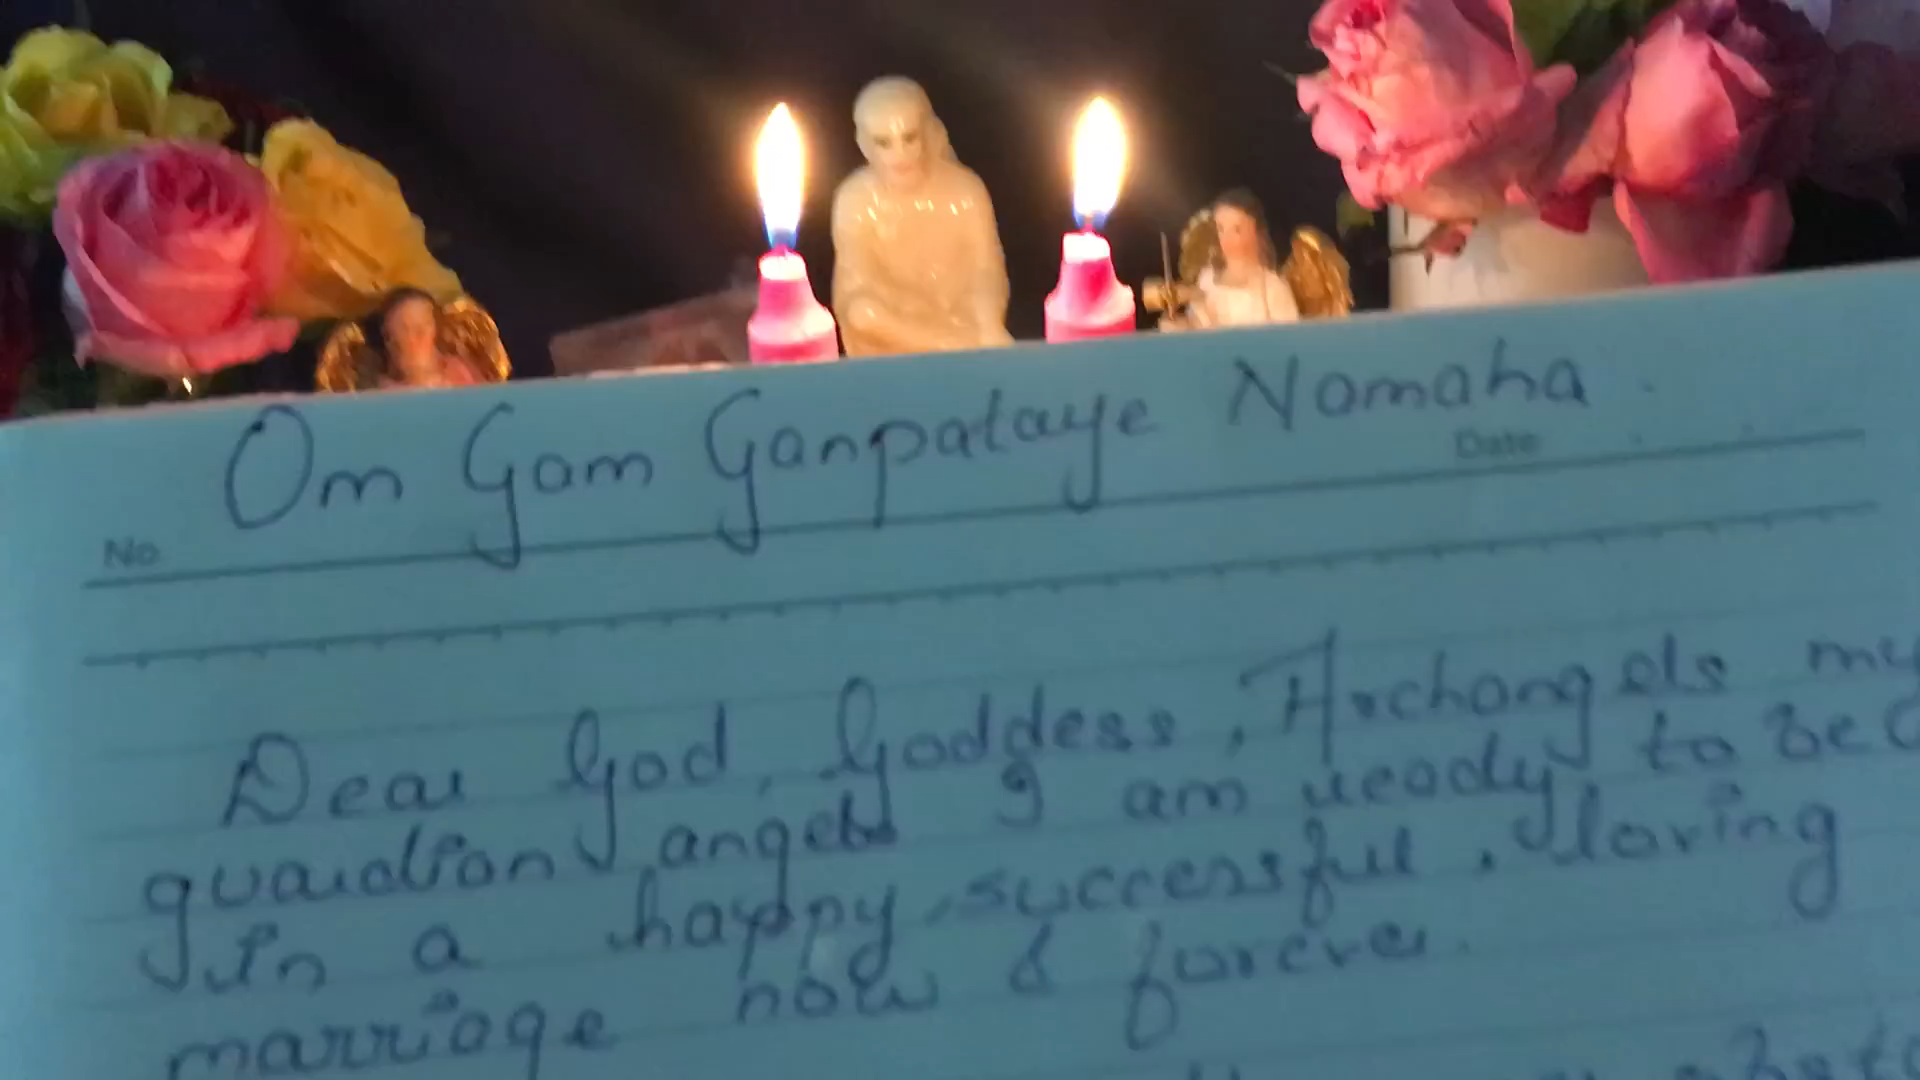 Om Gam Ganpataye Namaha
No.
Date
Dear God, Goddess, Archangels my
guardian angels I am ready to be
in a happy, successful, loving
marriage now & forever.